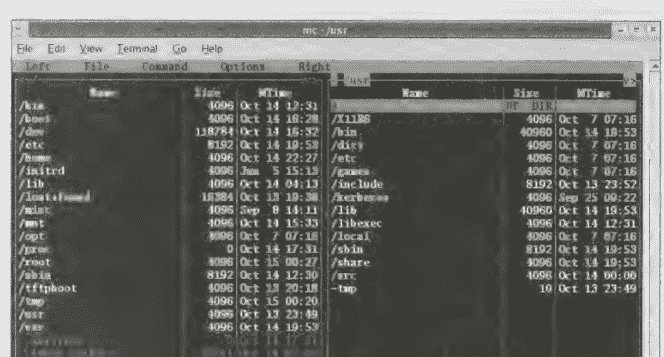 mc - /usr
File Edit View Terminal Go Help
Left File Command Options Right
/usr
Name Size MTime
Name Size MTime
/bin 4096 Oct 14 17:31
/boot 4096 Oct 14 16:28
/dev 118784 Oct 14 16:32
/etc 8192 Oct 14 19:53
/home 4096 Oct 14 22:27
/initrd 4096 Jun 5 15:13
/lib 4096 Oct 14 04:13
/lost+found 16384 Oct 13 19:38
/misc 4096 Sep 8 14:11
/mnt 4096 Oct 14 15:33
/opt 4096 Oct 7 07:16
/proc 0 Oct 14 17:31
/root 4096 Oct 15 00:27
/sbin 8192 Oct 14 12:30
/tftpboot 4096 Oct 13 20:18
/tmp 4096 Oct 15 00:20
/usr 4096 Oct 13 23:49
/var 4096 Oct 14 19:53
UP--DIR
/X11R6 4096 Oct 7 07:16
/bin 40960 Oct 14 19:53
/dict 4096 Oct 7 07:16
/etc 4096 Oct 7 07:16
/games 4096 Oct 7 07:16
/include 8192 Oct 13 23:52
/kerberos 4096 Sep 25 09:22
/lib 40960 Oct 14 19:53
/libexec 4096 Oct 14 12:31
/local 4096 Oct 7 07:16
/sbin 8192 Oct 14 19:53
/share 4096 Oct 14 19:53
/src 4096 Oct 14 00:00
~tmp 10 Oct 13 23:49